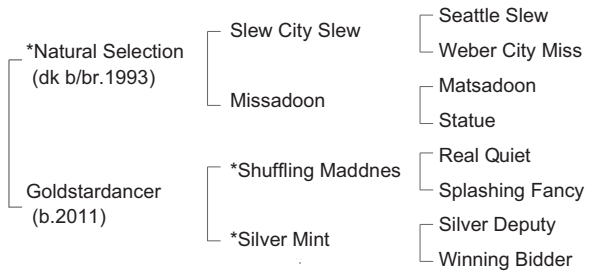 *Natural Selection
(dk b/br.1993)
Goldstardancer
(b.2011)
Slew City Slew
Missadoon
*Shuffling Maddnes
*Silver Mint
Seattle Slew
Weber City Miss
Matsadoon
Statue
Real Quiet
Splashing Fancy
Silver Deputy
Winning Bidder